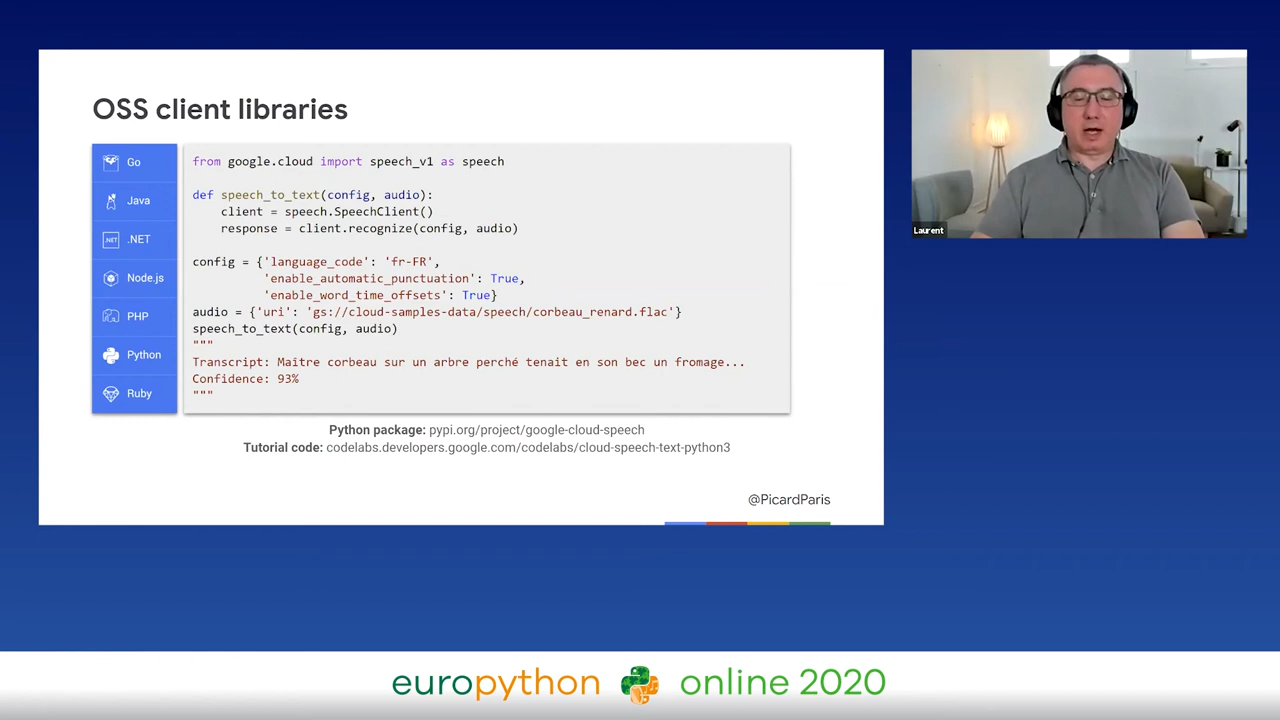 OSS client libraries
Go
Java
.NET
.NET
Node.js
PHP
Python
Ruby
from google.cloud import speech_v1 as speech
def speech_to_text(config, audio):
    client = speech.SpeechClient()
    response = client.recognize(config, audio)
config = {'language_code': 'fr-FR',
          'enable_automatic_punctuation': True,
          'enable_word_time_offsets': True}
audio = {'uri': 'gs://cloud-samples-data/speech/corbeau_renard.flac'}
speech_to_text(config, audio)
"""
Transcript: Maître corbeau sur un arbre perché tenait en son bec un fromage...
Confidence: 93%
"""
Python package: pypi.org/project/google-cloud-speech
Tutorial code: codelabs.developers.google.com/codelabs/cloud-speech-text-python3
@PicardParis
Laurent
europython online 2020